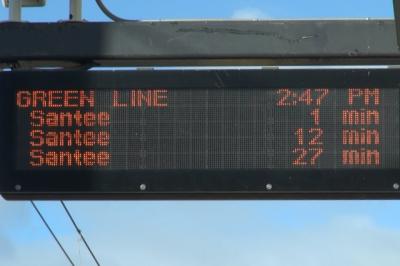 GREEN LINE 2:47 PM
Santee 1 min
Santee 12 min
Santee 27 min